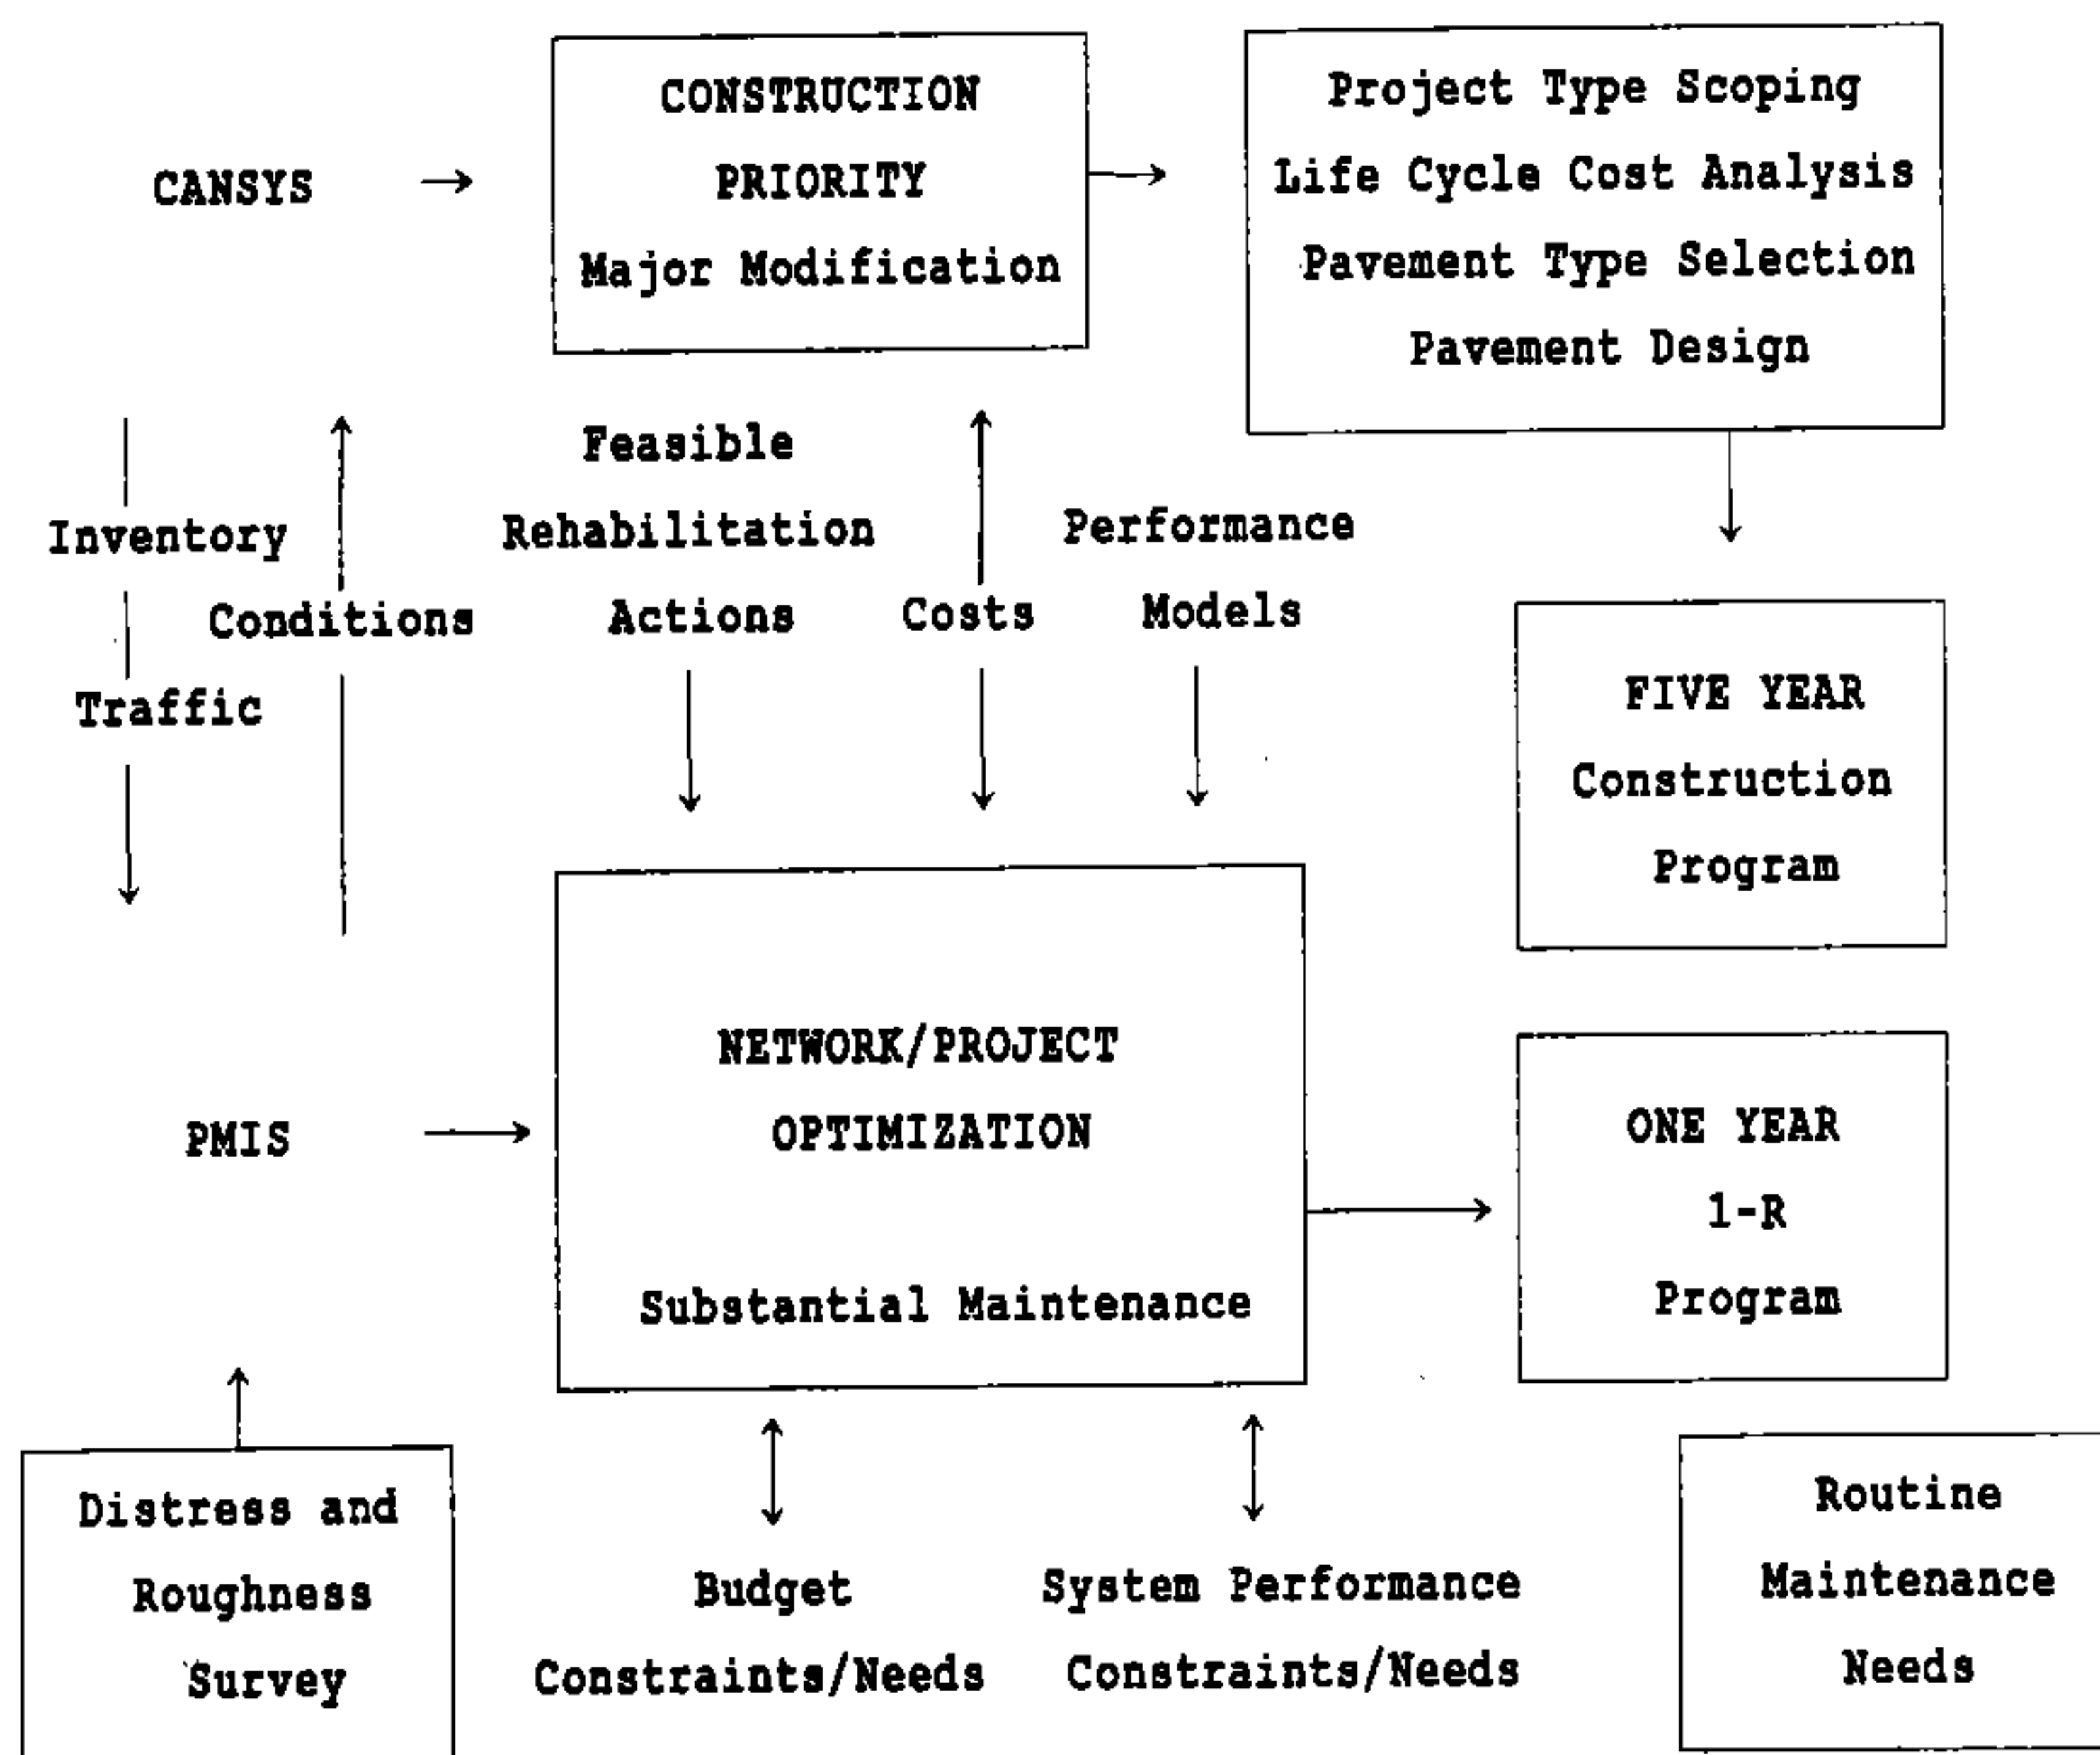 CANSYS
CONSTRUCTION
PRIORITY
Major Modification
Project Type Scoping
Life Cycle Cost Analysis
Pavement Type Selection
Pavement Design
Inventory
Traffic
Conditions
Feasible
Rehabilitation
Actions
Costs
Performance
Models
FIVE YEAR
Construction
Program
PMIS
NETWORK/PROJECT
OPTIMIZATION
Substantial Maintenance
ONE YEAR
1-R
Program
Distress and
Roughness
Survey
Budget
Constraints/Needs
System Performance
Constraints/Needs
Routine
Maintenance
Needs